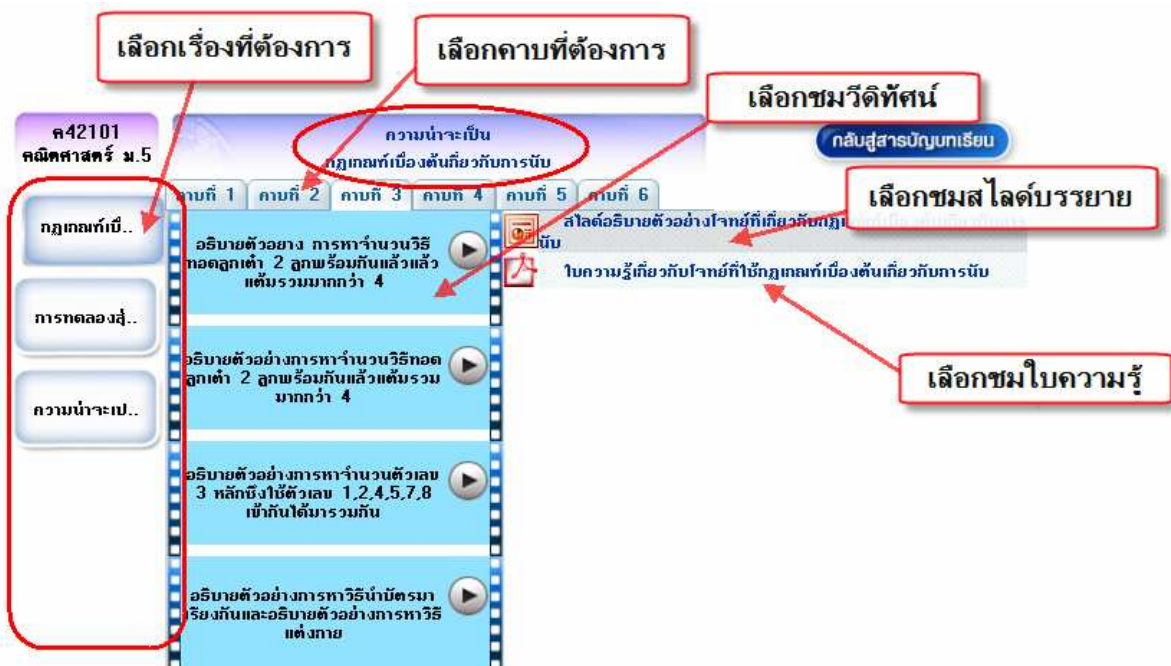 เลือกเรื่องที่ต้องการ
เลือกคาบที่ต้องการ
เลือกชมวีดิทัศน์
ค42101
คณิตศาสตร์ ม.5
ความน่าจะเป็น
กฎเกณฑ์เบื่องต้นกี่ยวกับการนับ
กลับสู่สารบัญบทเรียน
คาบที่ 1
คาบที่ 2
คาบที่ 3
คาบที่ 4
คาบที่ 5
คาบที่ 6
เลือกชมสไลด์บรรยาย
กฎเกณฑ์เบื่..
การทดลองสุ่..
ความน่าจะเป..
อธิบายตัวอยาง การหาจำนวนวิธี
ทอดลูกเต๋า 2 ลูกพร้อมกันแล้วแล้ว
แต้มรวมมากกว่า 4
สไลด์อธิบายตัวอย่างโจทย์ที่เกี่ยวกับกฎเกณฑ์เบื่องต้นเกี่ยวกับการ
นับ
ใบความรู้เกี่ยวกับโจทย์ที่ใช้กฎเกณฑ์เบื่องต้นเกี่ยวกับการนับ
เลือกชมใบความรู้
อธิบายตัวอย่างการหาจำนวนวิธีทอด
ลูกเต๋า 2 ลูกพร้อมกันแล้วแต้มรวม
มากกว่า 4
อธิบายตัวอย่างการหาจำนวนตัวเลข
3 หลักซึ่งใช้ตัวเลข 1,2,4,5,7,8
เข้ากันได้มารวมกัน
อธิบายตัวอย่างการหาวิธีนำบัตรมา
เรียงกันและอธิบายตัวอย่างการหาวิธี
แต่งกาย